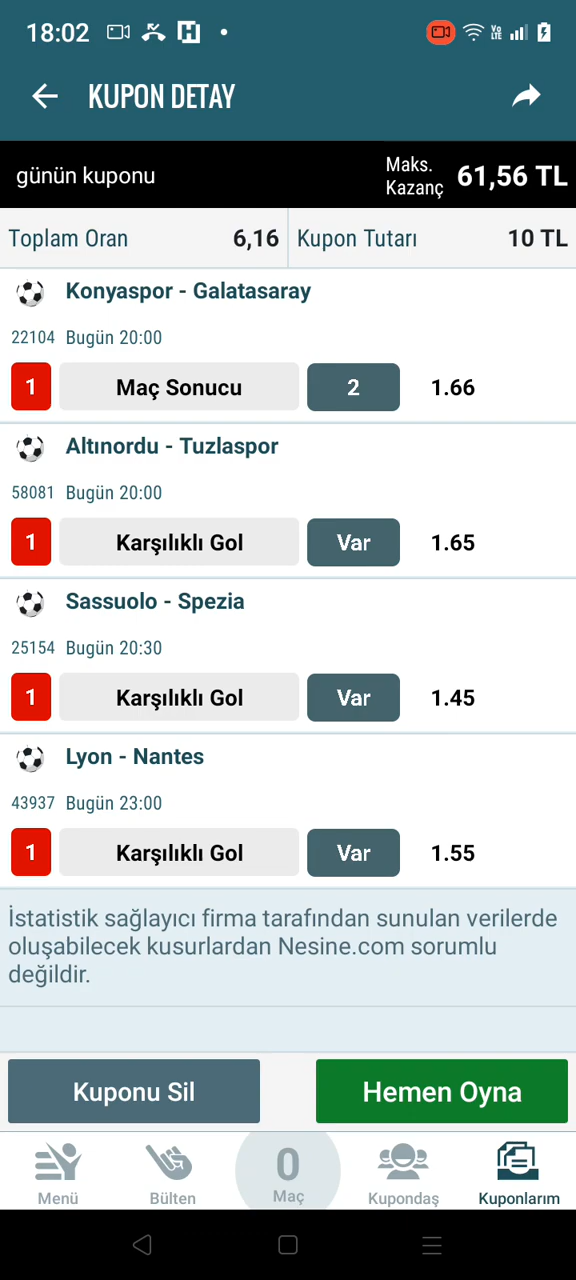 18:02
KUPON DETAY
günün kuponu
Maks.
Kazanç
61,56 TL
Toplam Oran 6,16 Kupon Tutarı 10 TL
Konyaspor - Galatasaray
22104 Bugün 20:00
1 Maç Sonucu 2 1.66
Altınordu - Tuzlaspor
58081 Bugün 20:00
1 Karşılıklı Gol Var 1.65
Sassuolo - Spezia
25154 Bugün 20:30
1 Karşılıklı Gol Var 1.45
Lyon - Nantes
43937 Bugün 23:00
1 Karşılıklı Gol Var 1.55
İstatistik sağlayıcı firma tarafından sunulan verilerde
oluşabilecek kusurlardan Nesine.com sorumlu
değildir.
Kuponu Sil Hemen Oyna
0
Menü Bülten Maç Kupondaş Kuponlarım